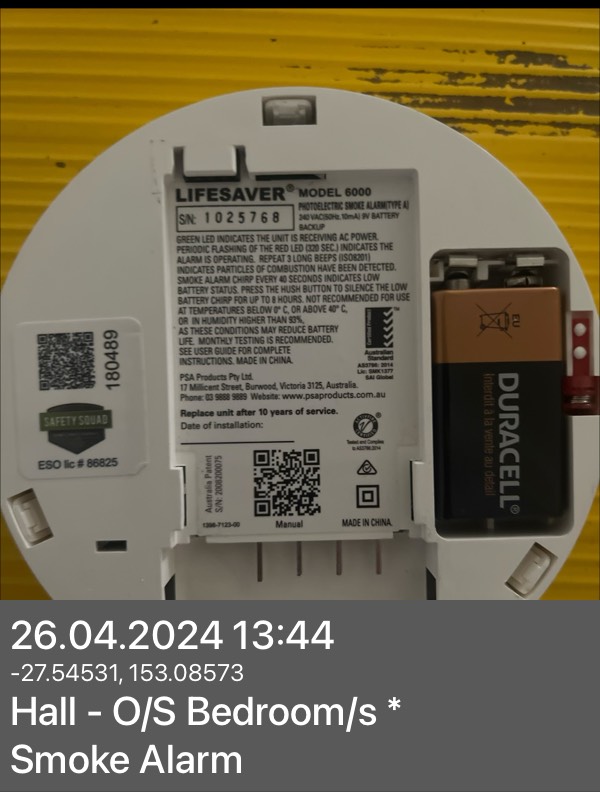 LIFESAVER® MODEL 6000
PHOTOELECTRIC SMOKE ALARM(TYPE A)
S/N: 1025768
240 VAC(50Hz, 10mA) 9V BATTERY
BACKUP
GREEN LED INDICATES THE UNIT IS RECEIVING AC POWER.
PERIODIC FLASHING OF THE RED LED (320 SEC.) INDICATES THE
ALARM IS OPERATING. REPEAT 3 LONG BEEPS (ISO8201)
INDICATES PARTICLES OF COMBUSTION HAVE BEEN DETECTED.
SMOKE ALARM CHIRP EVERY 40 SECONDS INDICATES LOW
BATTERY STATUS. PRESS THE HUSH BUTTON TO SILENCE THE LOW
BATTERY CHIRP FOR UP TO 8 HOURS. NOT RECOMMENDED FOR USE
AT TEMPERATURES BELOW 0° C, OR ABOVE 40° C,
OR IN HUMIDITY HIGHER THAN 93%,
AS THESE CONDITIONS MAY REDUCE BATTERY
LIFE. MONTHLY TESTING IS RECOMMENDED.
SEE USER GUIDE FOR COMPLETE
INSTRUCTIONS. MADE IN CHINA.
Australian
Standard
AS3786: 2014
SAI Global
PSA Products Pty Ltd.
17 Millicent Street, Burwood, Victoria 3125, Australia.
Phone: 03 9888 9889 Website: www.psaproducts.com.au
Replace unit after 10 years of service.
Date of installation:
Tested and Complies
to AS3786:2014
Australia Patent
S/N: 2008200075
1396-7123-00
Manual
MADE IN CHINA.
180489
SAFETY SQUAD
ESO lic # 86825
EU
DURACELL®
Interdit à la vente au détail
26.04.2024 13:44
-27.54531, 153.08573
Hall - O/S Bedroom/s *
Smoke Alarm